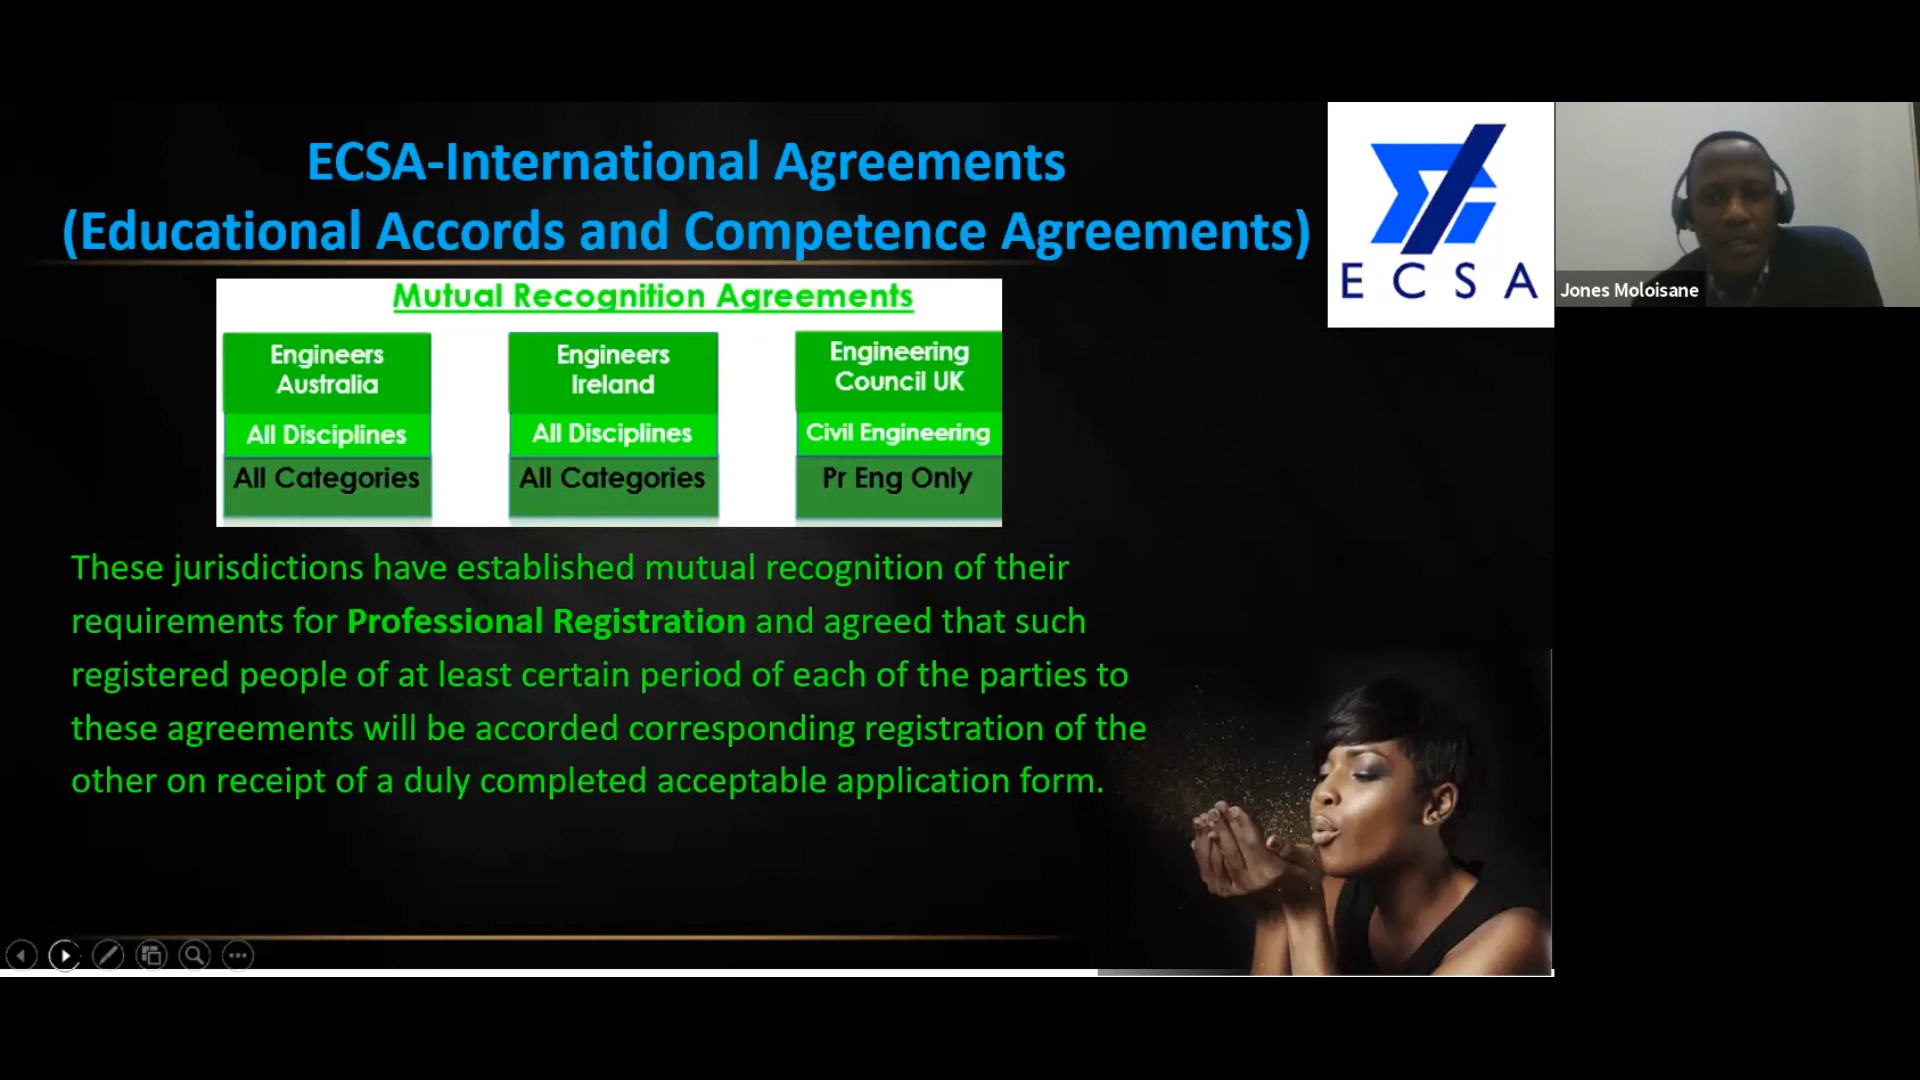 ECSA-International Agreements
(Educational Accords and Competence Agreements)
ECSA
Jones Moloisane
Mutual Recognition Agreements
Engineers
Australia
All Disciplines
All Categories
Engineers
Ireland
All Disciplines
All Categories
Engineering
Council UK
Civil Engineering
Pr Eng Only
These jurisdictions have established mutual recognition of their
requirements for Professional Registration and agreed that such
registered people of at least certain period of each of the parties to
these agreements will be accorded corresponding registration of the
other on receipt of a duly completed acceptable application form.